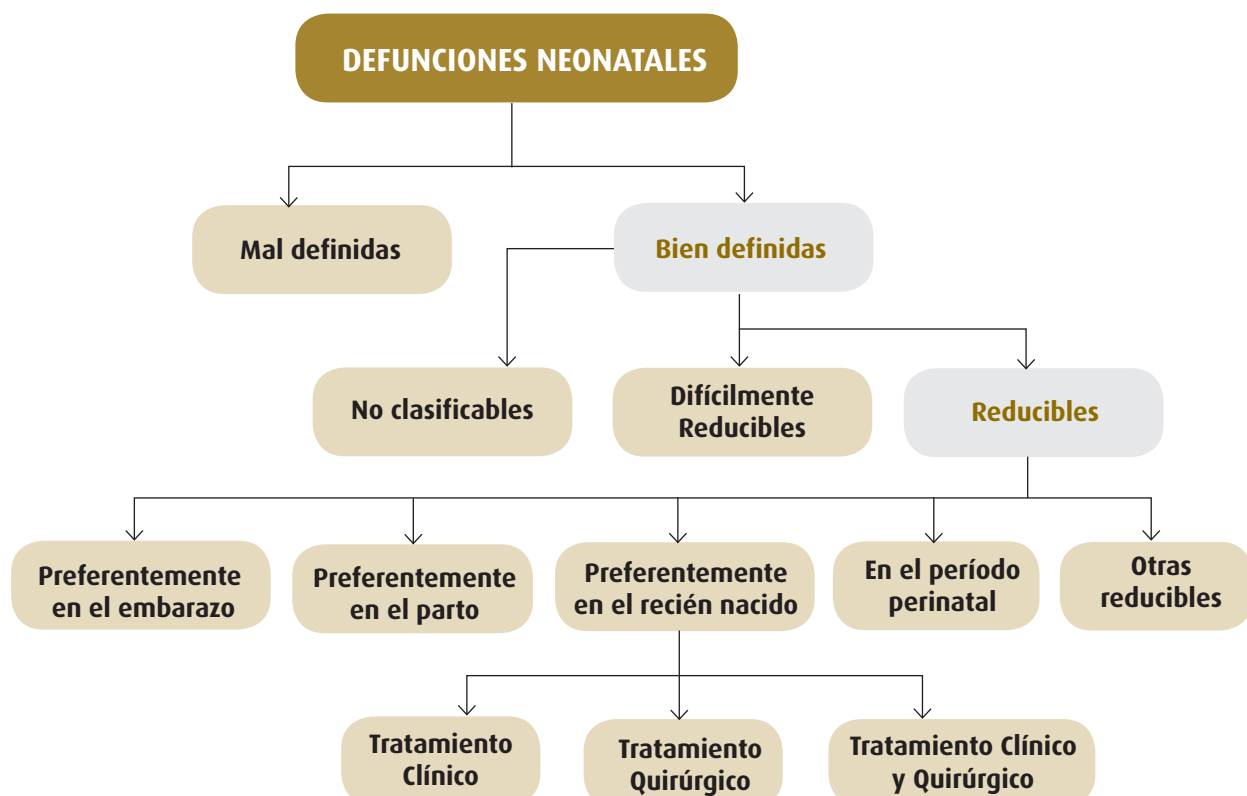 DEFUNCIONES NEONATALES
Mal definidas
Bien definidas
No clasificables
Difícilmente
Reducibles
Reducibles
Preferentemente
en el embarazo
Preferentemente
en el parto
Preferentemente
en el recién nacido
En el período
perinatal
Otras
reducibles
Tratamiento
Clínico
Tratamiento
Quirúrgico
Tratamiento Clínico
y Quirúrgico